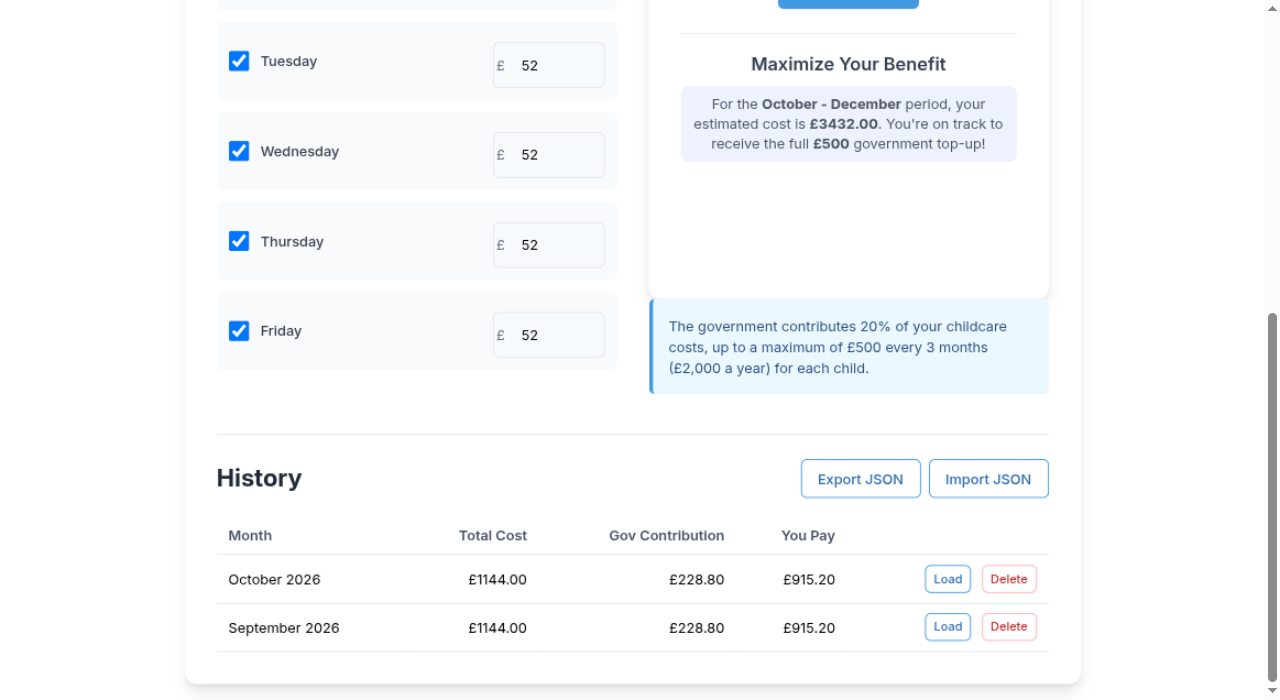 Tuesday
£ 52
Wednesday
£ 52
Thursday
£ 52
Friday
£ 52
Maximize Your Benefit
For the October - December period, your
estimated cost is £3432.00. You're on track to
receive the full £500 government top-up!
The government contributes 20% of your childcare
costs, up to a maximum of £500 every 3 months
(£2,000 a year) for each child.
History
Export JSON
Import JSON
Month Total Cost Gov Contribution You Pay
October 2026 £1144.00 £228.80 £915.20 Load Delete
September 2026 £1144.00 £228.80 £915.20 Load Delete